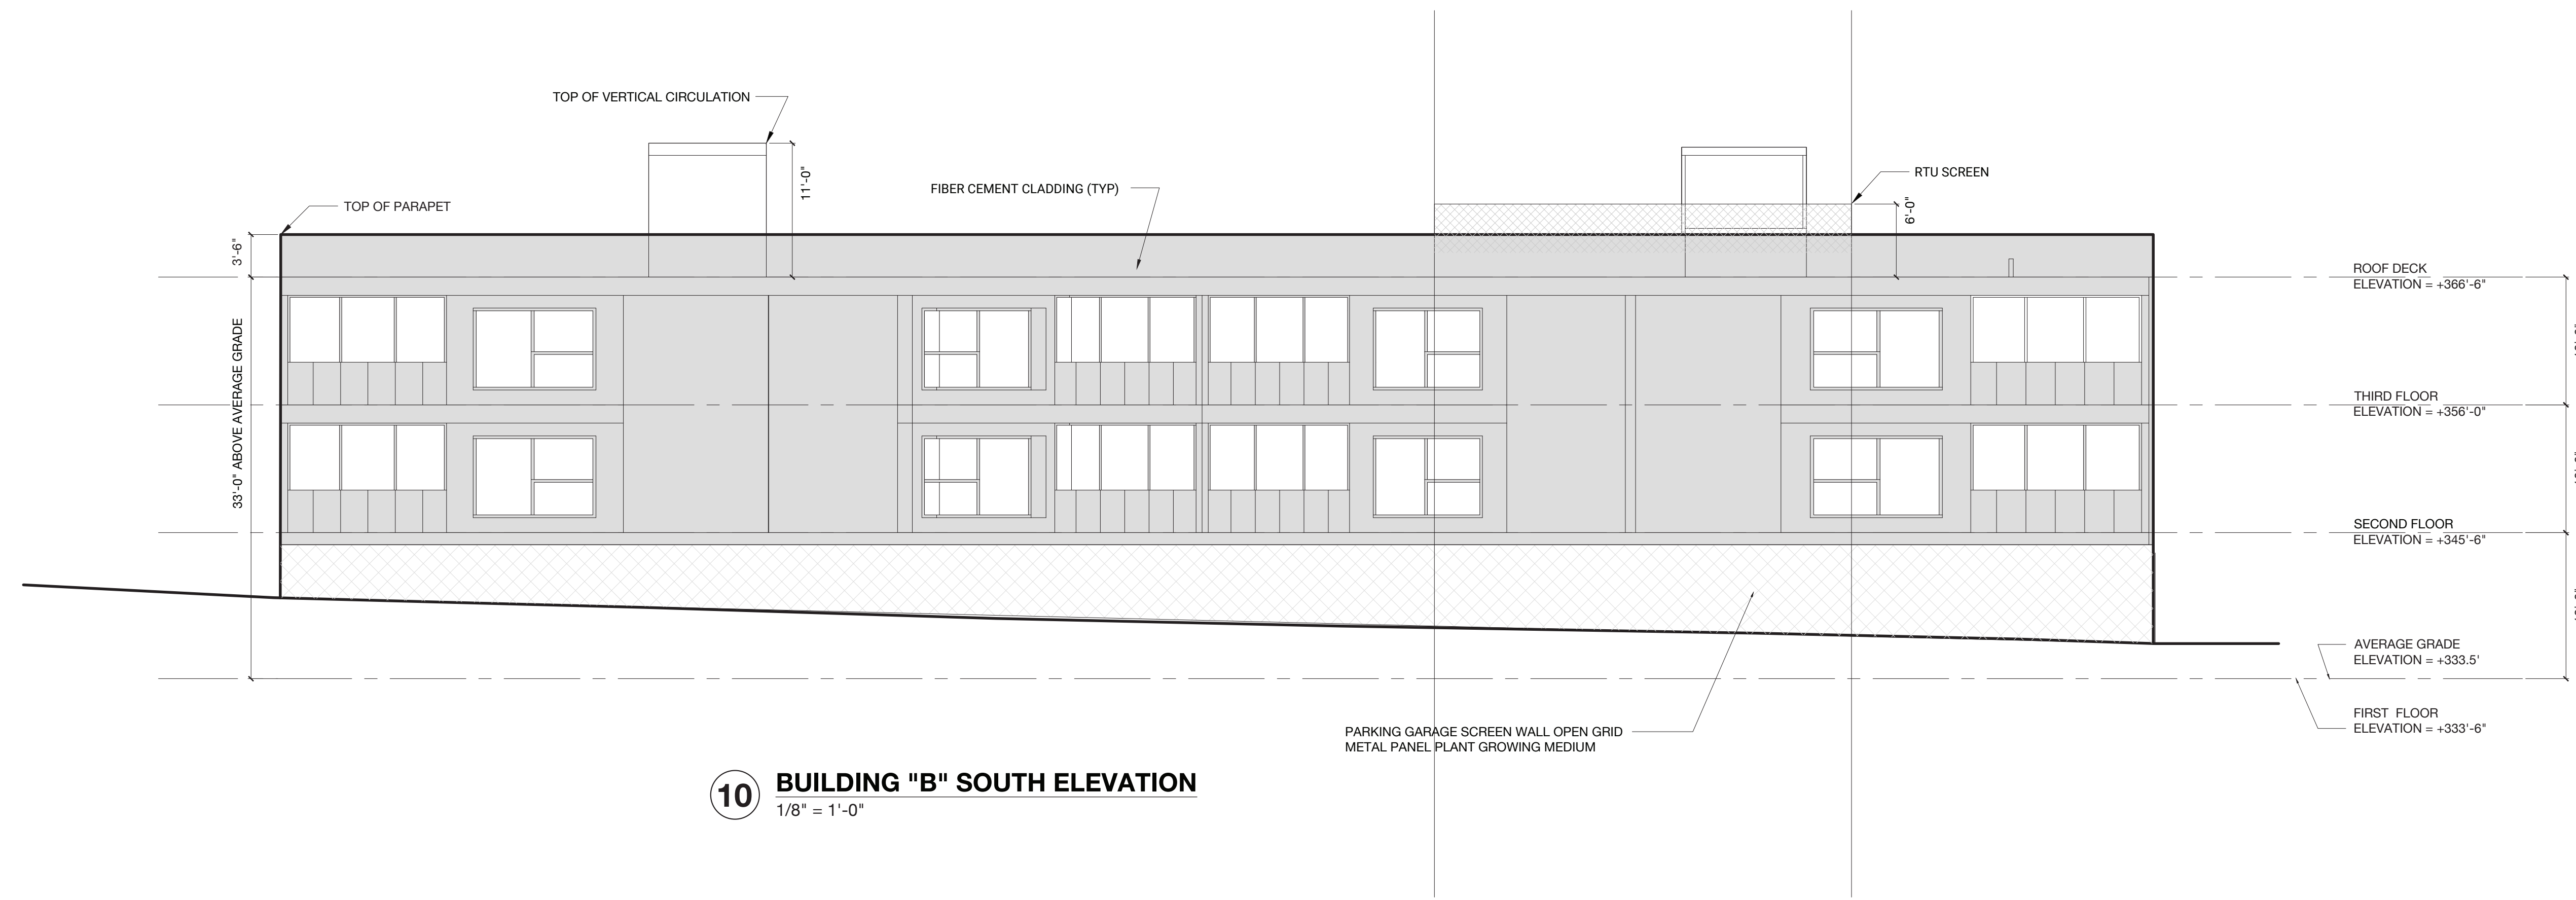 TOP OF VERTICAL CIRCULATION
11'-0"
FIBER CEMENT CLADDING (TYP)
RTU SCREEN
6'-0"
TOP OF PARAPET
3'-6"
33'-0" ABOVE AVERAGE GRADE
ROOF DECK
ELEVATION = +366'-6"
THIRD FLOOR
ELEVATION = +356'-0"
SECOND FLOOR
ELEVATION = +345'-6"
AVERAGE GRADE
ELEVATION = +333.5'
FIRST FLOOR
ELEVATION = +333'-6"
PARKING GARAGE SCREEN WALL OPEN GRID
METAL PANEL PLANT GROWING MEDIUM
10
BUILDING "B" SOUTH ELEVATION
1/8" = 1'-0"